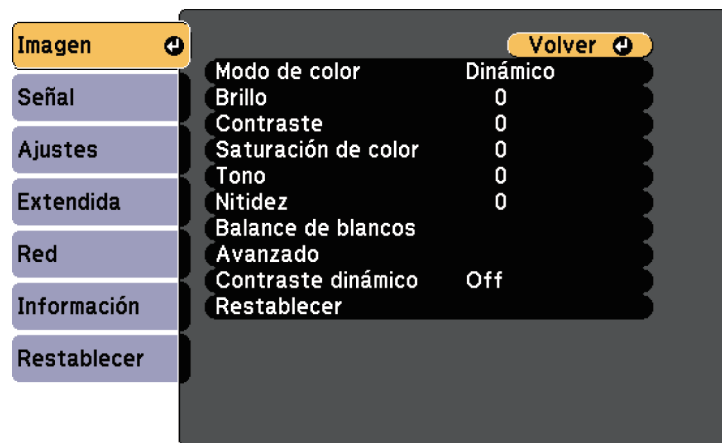 Imagen
Señal
Ajustes
Extendida
Red
Información
Restablecer
Volver
Modo de color Dinámico
Brillo 0
Contraste 0
Saturación de color 0
Tono 0
Nitidez 0
Balance de blancos
Avanzado
Contraste dinámico Off
Restablecer